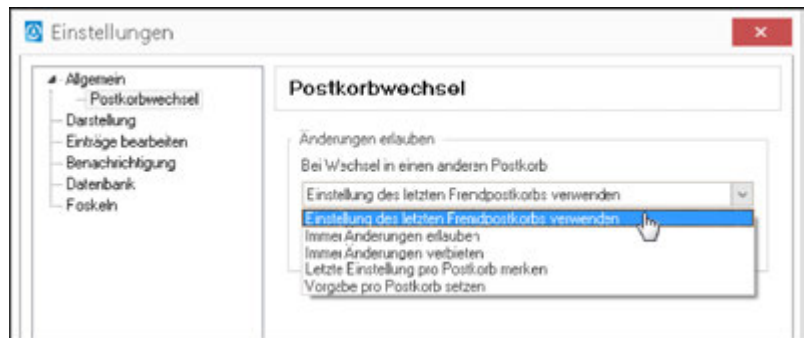 Einstellungen
Allgemein
Postkorbwechsel
Darstellung
Einträge bearbeiten
Benachrichtigung
Datenbank
Foskeln
Postkorbwechsel
Änderungen erlauben
Bei Wechsel in einen anderen Postkorb
Einstellung des letzten Fremdpostkorbs verwenden
Einstellung des letzten Fremdpostkorbs verwenden
Immer Änderungen erlauben
Immer Änderungen verbieten
Letzte Einstellung pro Postkorb merken
Vorgabe pro Postkorb setzen